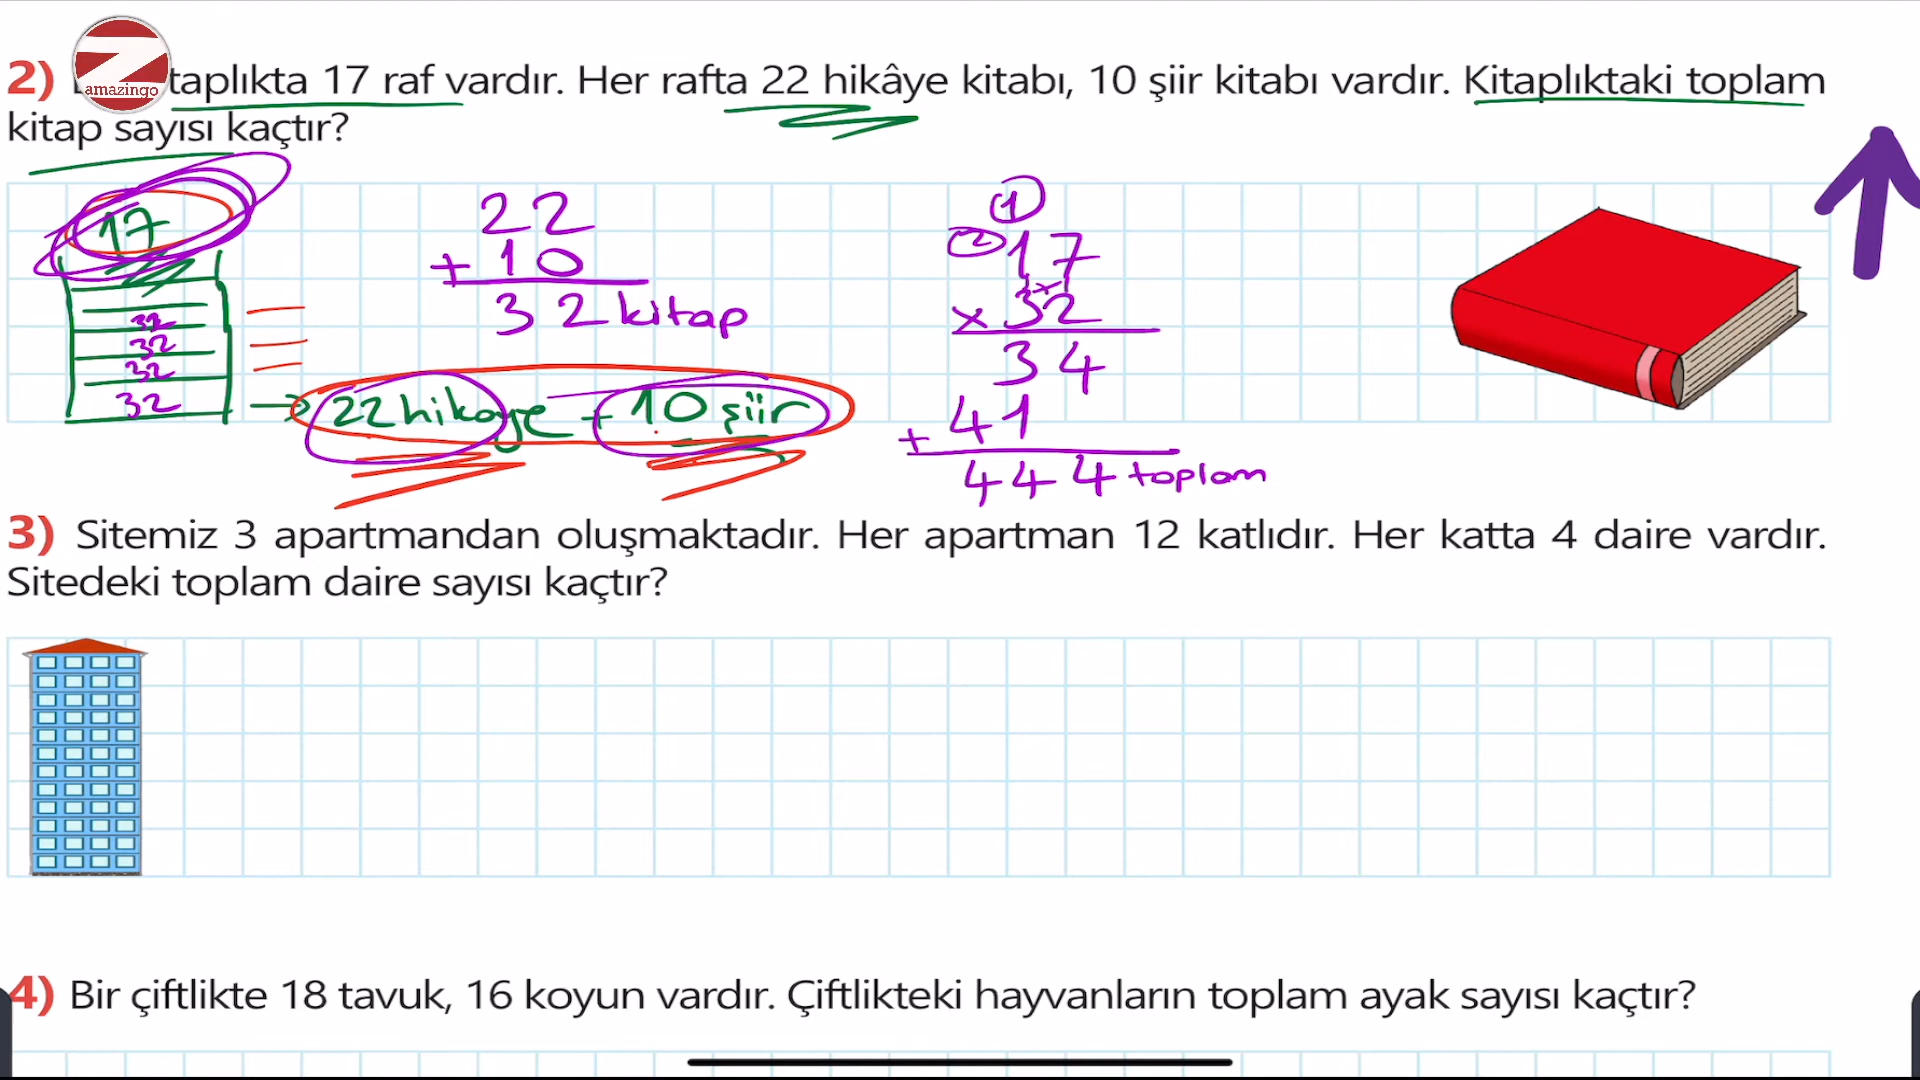 amazingo
2) taplıkta 17 raf vardır. Her rafta 22 hikâye kitabı, 10 şiir kitabı vardır. Kitaplıktaki toplam
kitap sayısı kaçtır?
17
32
32
32
32
22
+ 10
32 kitap
22 hikaye + 10 şiir
1
2
17
x 32
34
+ 41
444 toplam
3) Sitemiz 3 apartmandan oluşmaktadır. Her apartman 12 katlıdır. Her katta 4 daire vardır.
Sitedeki toplam daire sayısı kaçtır?
4) Bir çiftlikte 18 tavuk, 16 koyun vardır. Çiftlikteki hayvanların toplam ayak sayısı kaçtır?